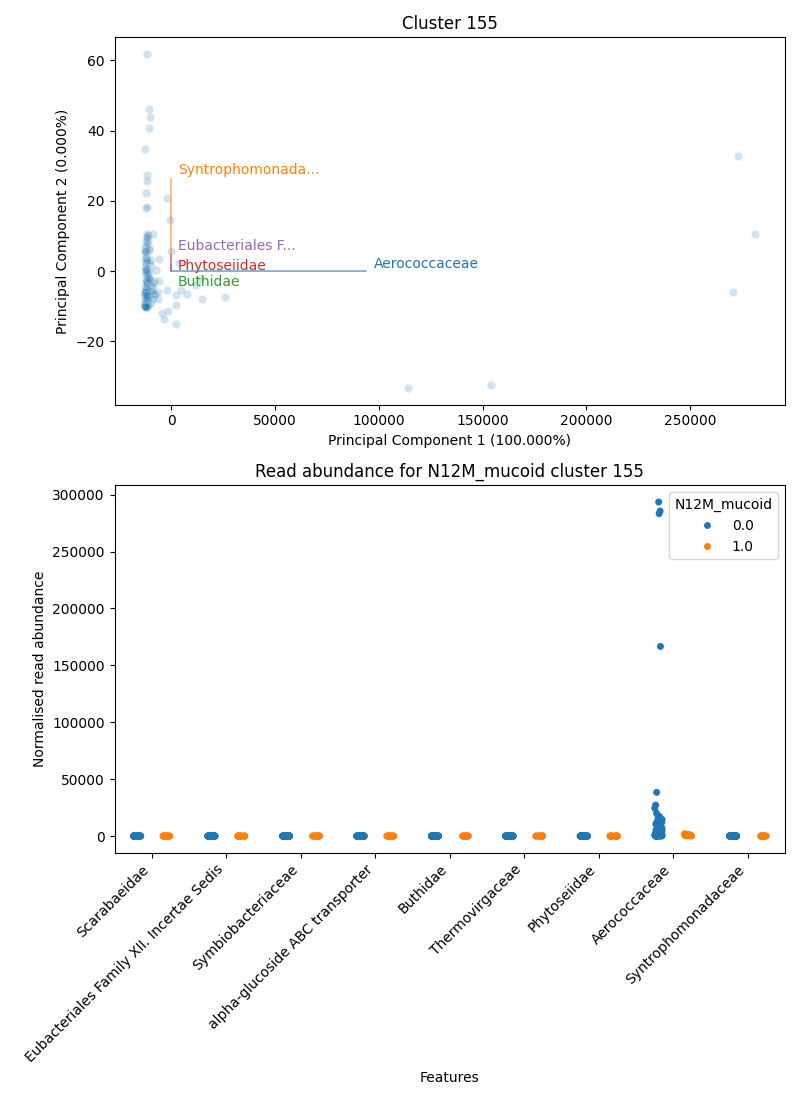 Cluster 155
Principal Component 2 (0.000%)
60
40
20
0
−20
Syntrophomonada...
Eubacteriales F...
Phytoseiidae
Aerococcaceae
Buthidae
0
50000
100000
150000
200000
250000
Principal Component 1 (100.000%)
Read abundance for N12M_mucoid cluster 155
Normalised read abundance
300000
250000
200000
150000
100000
50000
0
N12M_mucoid
0.0
1.0
Scarabaeidae
Eubacteriales Family XII. Incertae Sedis
Symbiobacteriaceae
alpha-glucoside ABC transporter
Buthidae
Thermovirgaceae
Phytoseiidae
Aerococcaceae
Syntrophomonadaceae
Features